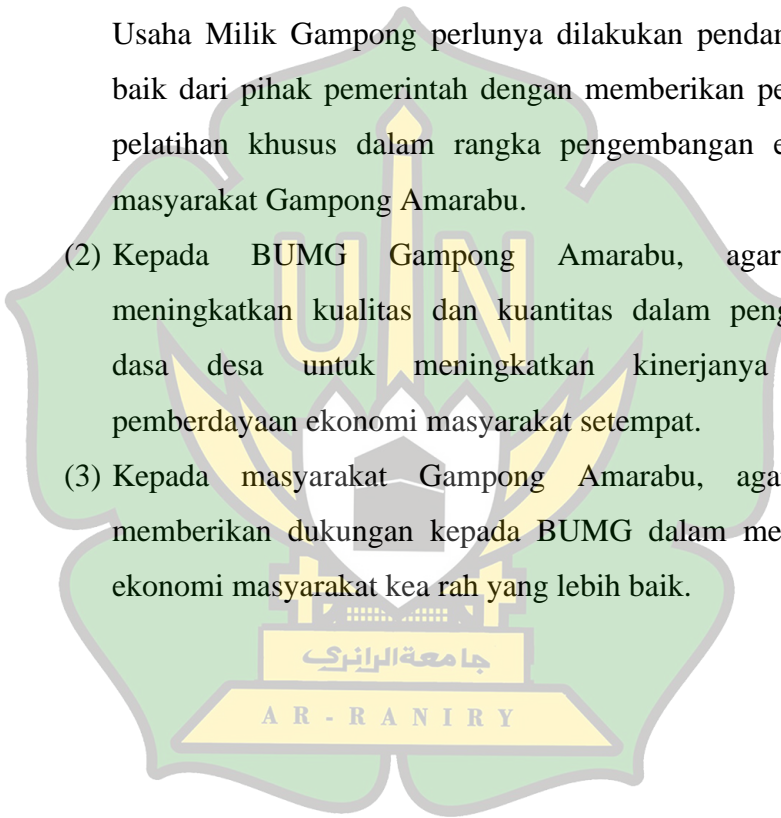 Usaha Milik Gampong perlunya dilakukan pendan
baik dari pihak pemerintah dengan memberikan pe
pelatihan khusus dalam rangka pengembangan e
masyarakat Gampong Amarabu.
(2) Kepada BUMG Gampong Amarabu, agar
meningkatkan kualitas dan kuantitas dalam peng
dasa desa untuk meningkatkan kinerjanya
pemberdayaan ekonomi masyarakat setempat.
(3) Kepada masyarakat Gampong Amarabu, aga
memberikan dukungan kepada BUMG dalam me
ekonomi masyarakat kea rah yang lebih baik.
UIN
جامعةالرانري
AR-RANIRY